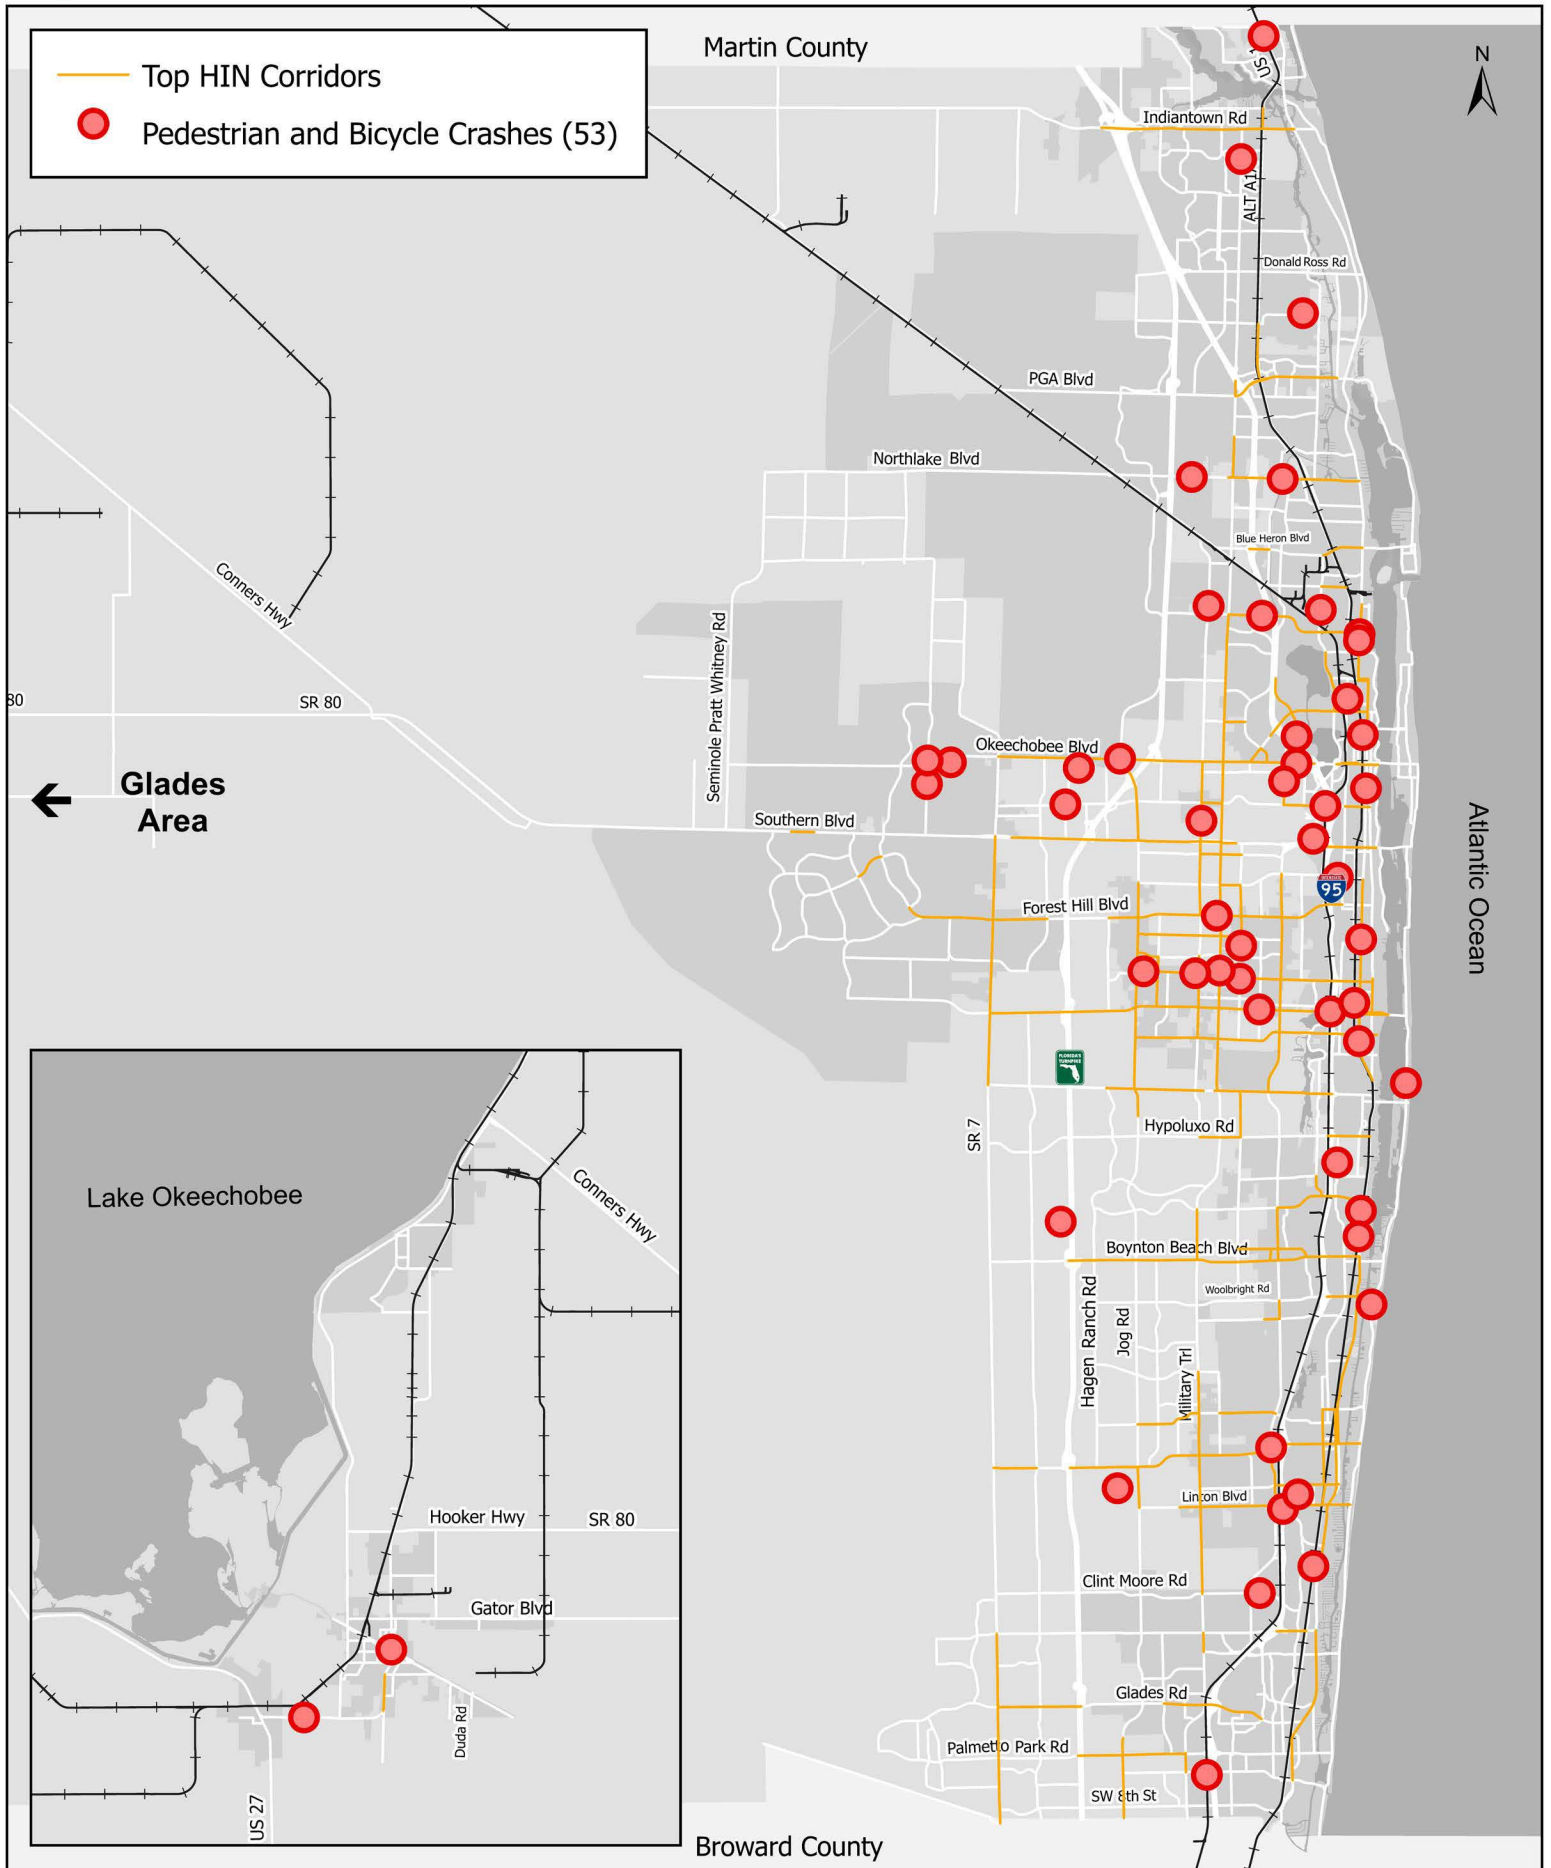 Martin County
N
Top HIN Corridors
Pedestrian and Bicycle Crashes (53)
US 1
Indiantown Rd
ALT A1A
Donald Ross Rd
PGA Blvd
Northlake Blvd
Blue Heron Blvd
Conners Hwy
Seminole Pratt Whitney Rd
80
SR 80
Okeechobee Blvd
Glades
Area
Southern Blvd
Atlantic Ocean
INTERSTATE
95
Forest Hill Blvd
FLORIDA'S
TURNPIKE
SR 7
Hypoluxo Rd
Lake Okeechobee
Conners Hwy
Boynton Beach Blvd
Woolbright Rd
Hagen Ranch Rd
Jog Rd
Military Trl
Linton Blvd
Hooker Hwy
SR 80
Clint Moore Rd
Gator Blvd
Glades Rd
Duda Rd
Palmetto Park Rd
SW 8th St
US 27
Broward County